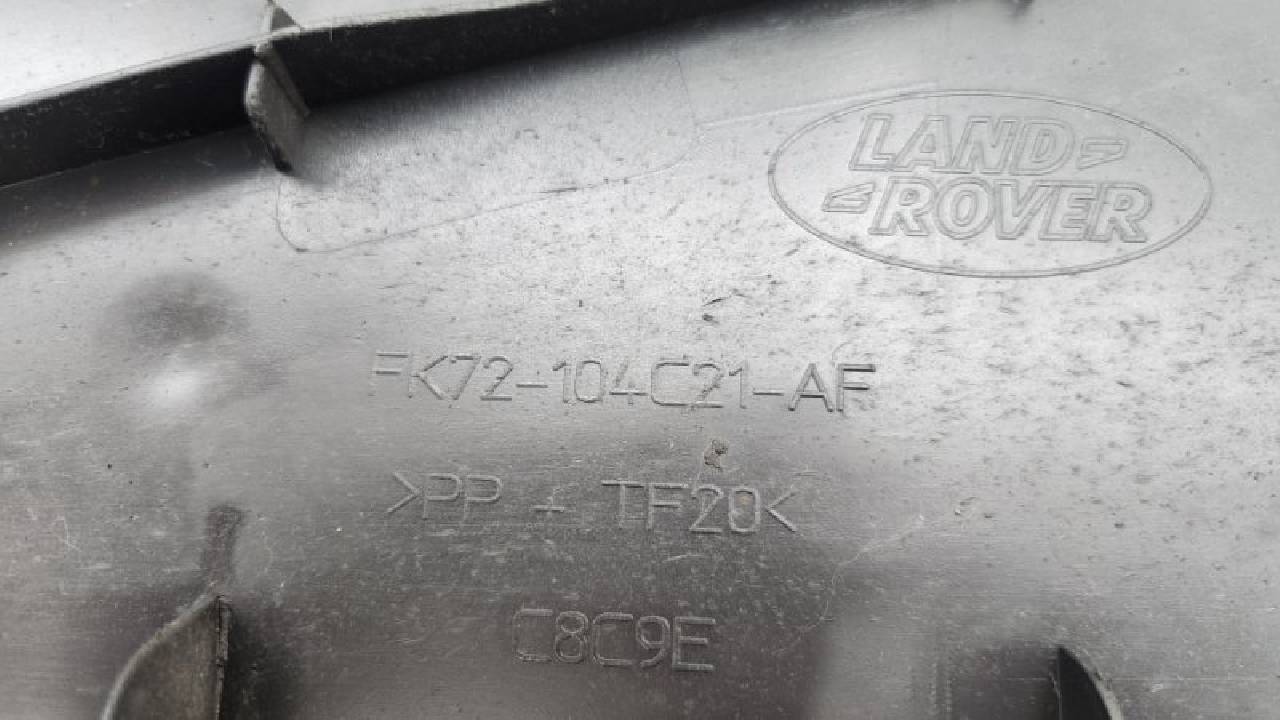 LAND
ROVER
FK72-104C21-AF
>PP + TF20<
C8C9E